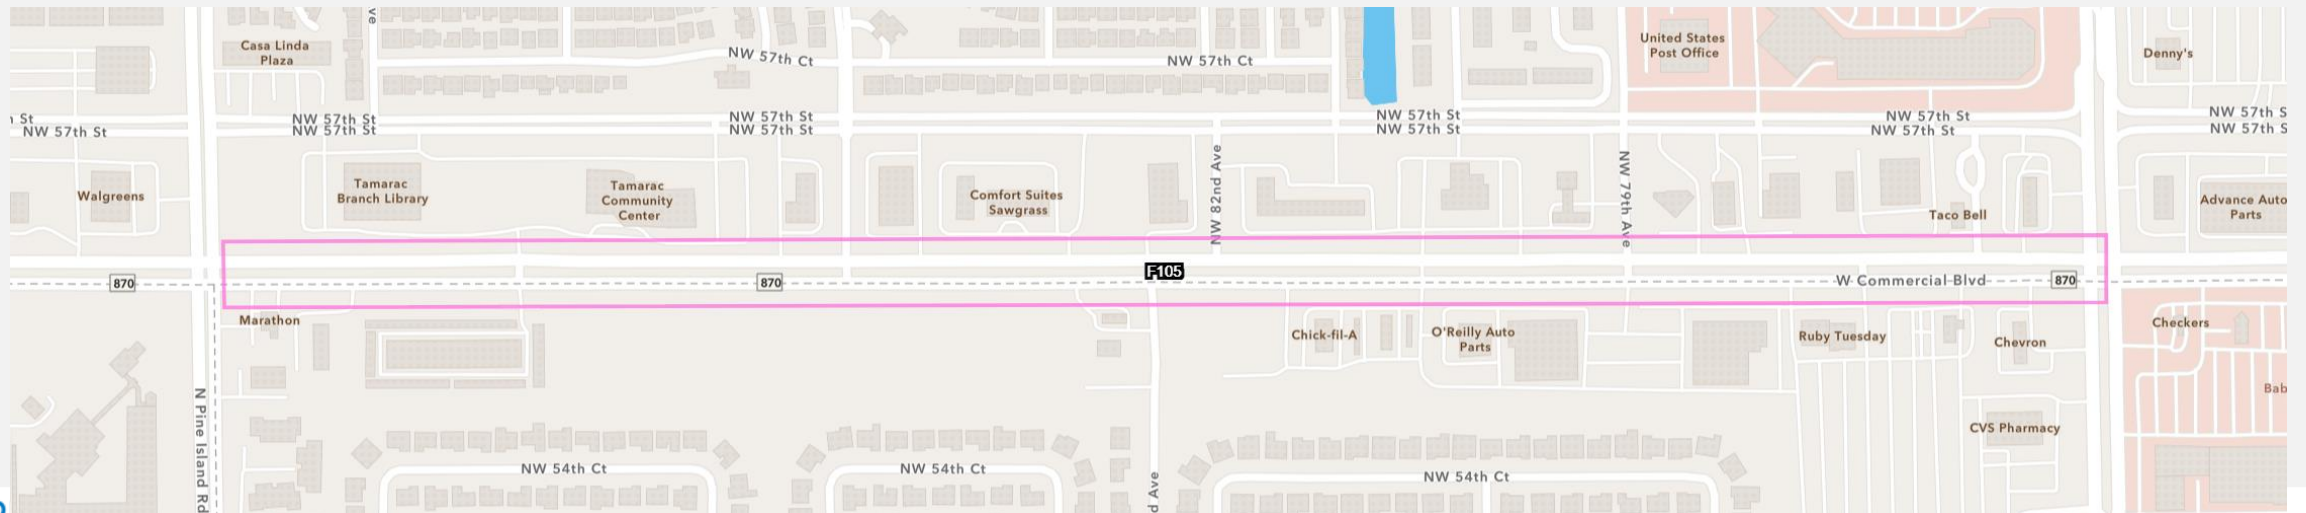 ve
Casa Linda
Plaza
NW 57th Ct
NW 57th Ct
United States
Post Office
Denny's
St
NW 57th St
NW 57th St
NW 57th St
NW 57th St
NW 57th St
NW 57th St
NW 57th St
NW 57th St
NW 57th St
NW 57th S
NW 57th S
Walgreens
Tamarac
Branch Library
Tamarac
Community
Center
Comfort Suites
Sawgrass
NW 82nd Ave
NW 79th Ave
Taco Bell
Advance Auto
Parts
870
870
F105
W Commercial Blvd
870
Marathon
Chick-fil-A
O'Reilly Auto
Parts
Ruby Tuesday
Chevron
Checkers
N Pine Island Rd
Bab
CVS Pharmacy
NW 54th Ct
NW 54th Ct
NW 54th Ct
d Ave